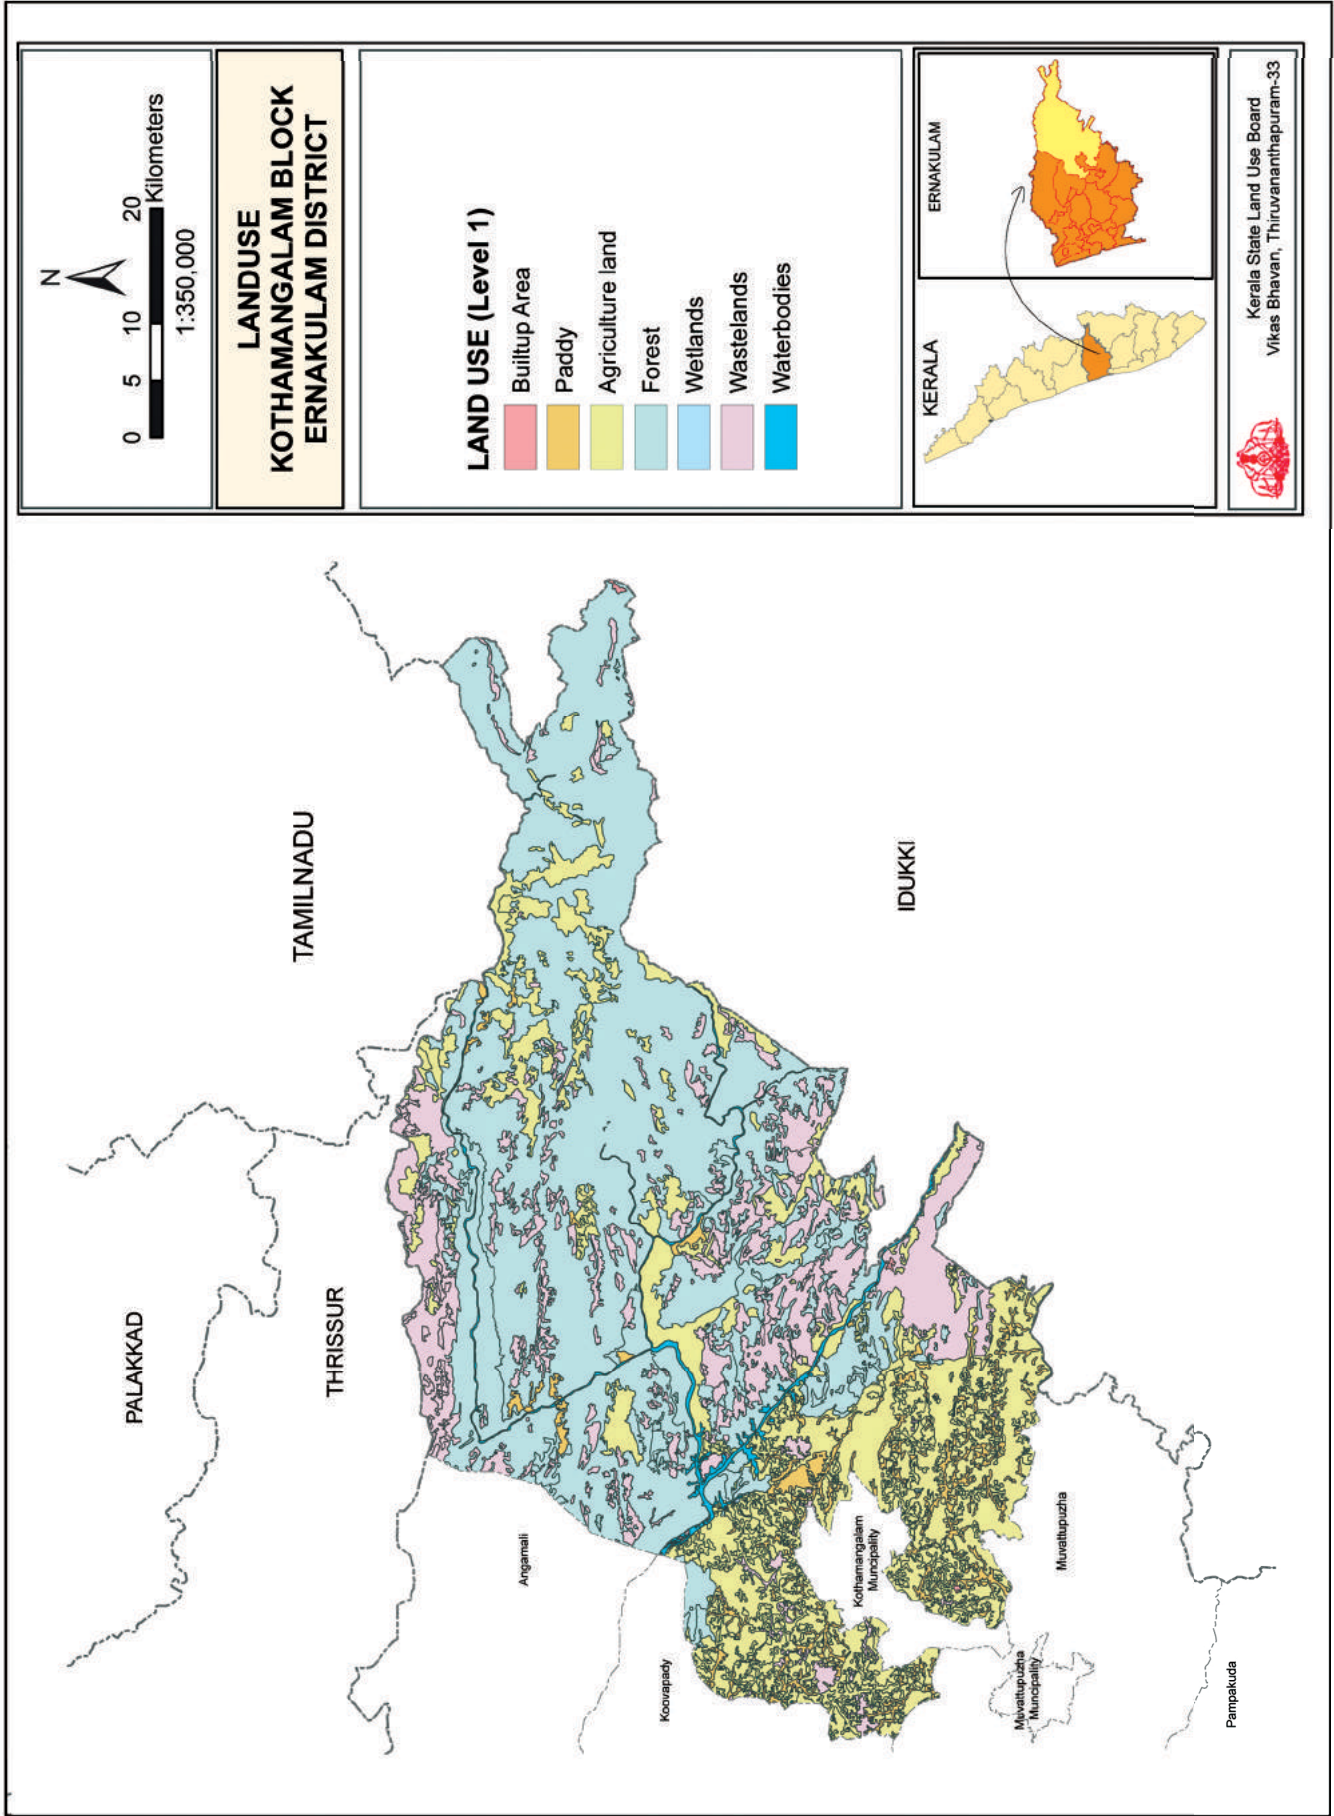 PALAKKAD
TAMILNADU
THRISSUR
IDUKKI
Angamali
Koovapady
Kothamangalam
Muncipality
Muvattupuzha
Muvattupuzha
Muncipality
Pampakuda
N
0 5 10 20
Kilometers
1:350,000
LANDUSE
KOTHAMANGALAM BLOCK
ERNAKULAM DISTRICT
LAND USE (Level 1)
Builtup Area
Paddy
Agriculture land
Forest
Wetlands
Wastelands
Waterbodies
KERALA
ERNAKULAM
Kerala State Land Use Board
Vikas Bhavan, Thiruvananthapuram-33